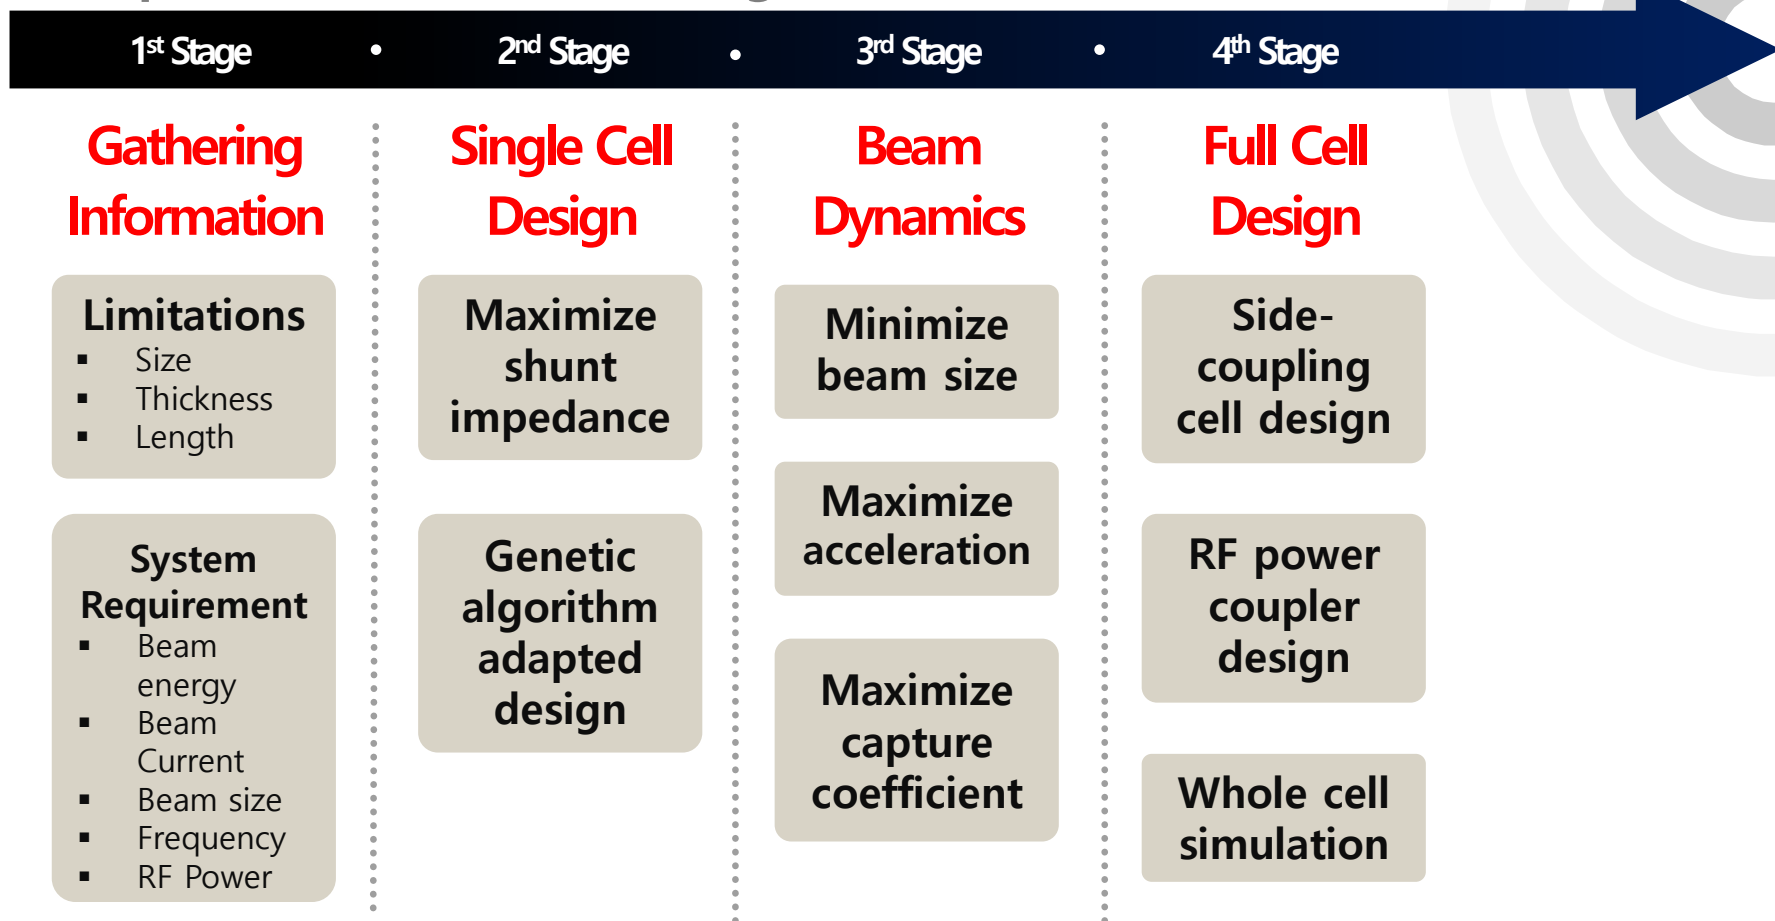 1st Stage • 2nd Stage • 3rd Stage • 4th Stage
Gathering
Information
Limitations
▪ Size
▪ Thickness
▪ Length
System
Requirement
▪ Beam
energy
▪ Beam
Current
▪ Beam size
▪ Frequency
▪ RF Power
Single Cell
Design
Maximize
shunt
impedance
Genetic
algorithm
adapted
design
Beam
Dynamics
Minimize
beam size
Maximize
acceleration
Maximize
capture
coefficient
Full Cell
Design
Side-
coupling
cell design
RF power
coupler
design
Whole cell
simulation